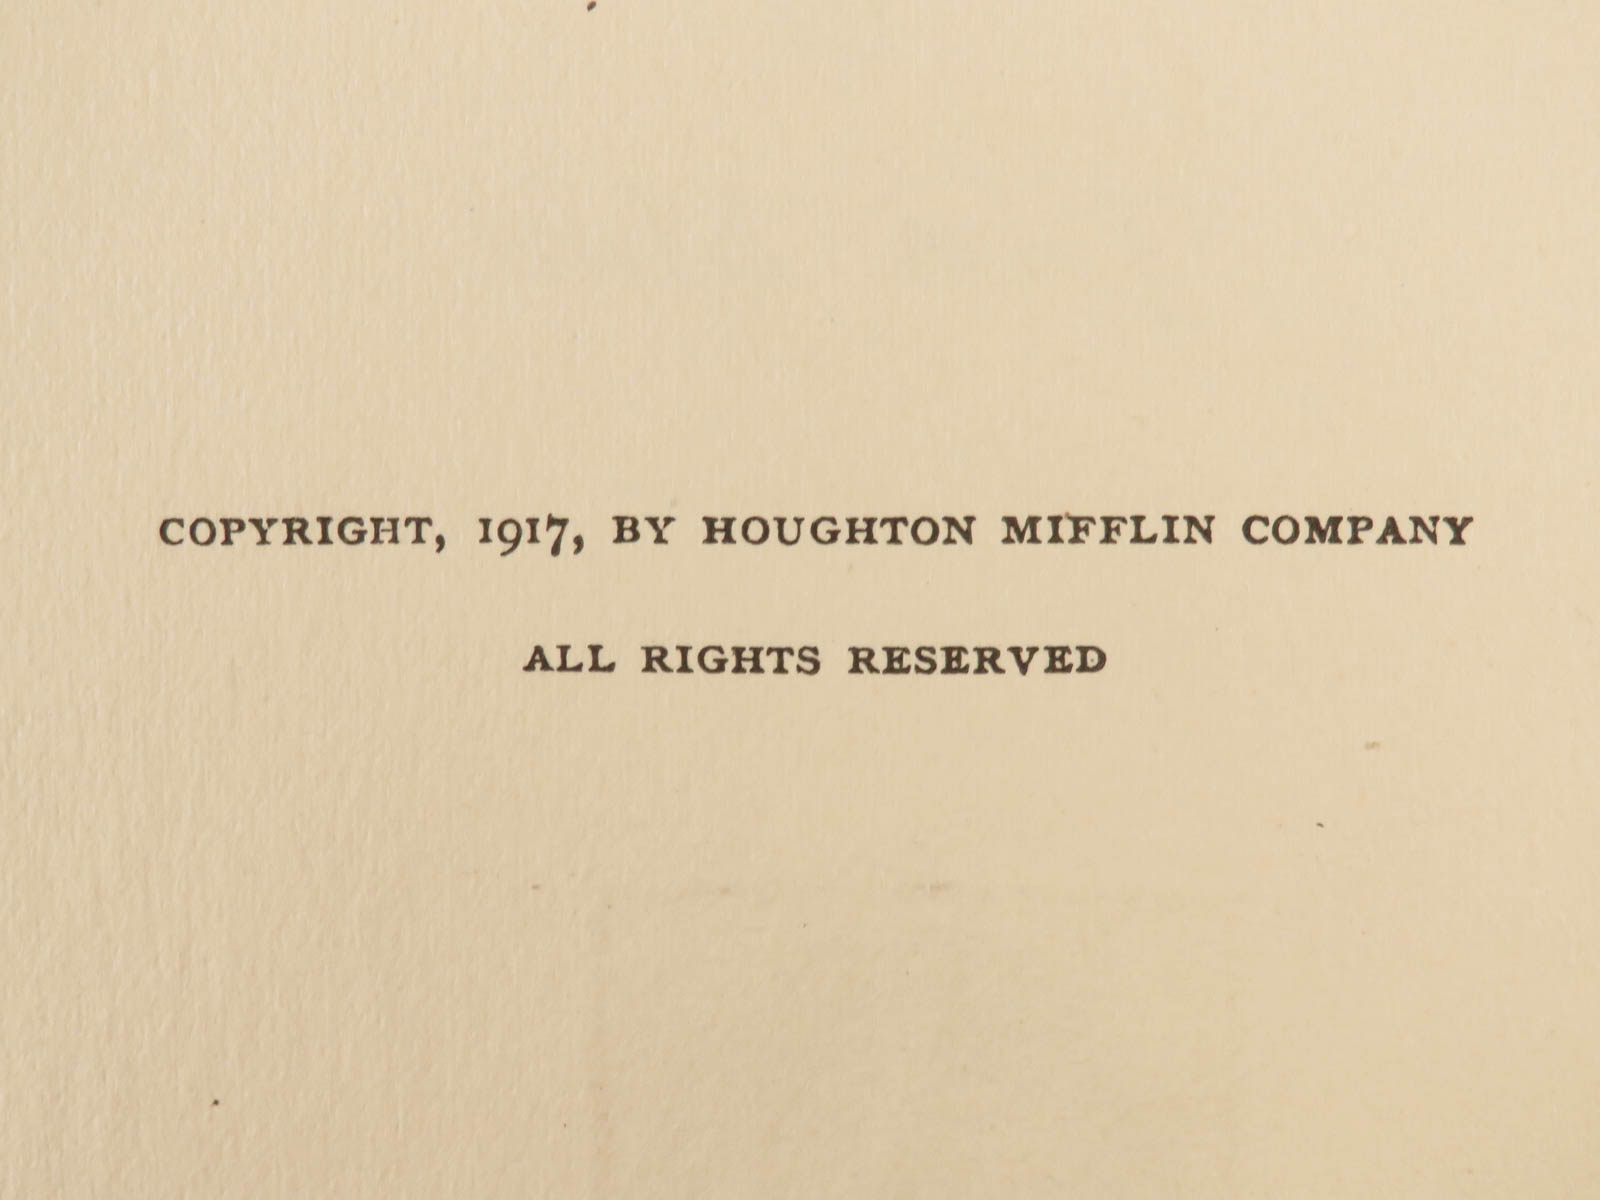 COPYRIGHT, 1917, BY HOUGHTON MIFFLIN COMPANY
ALL RIGHTS RESERVED